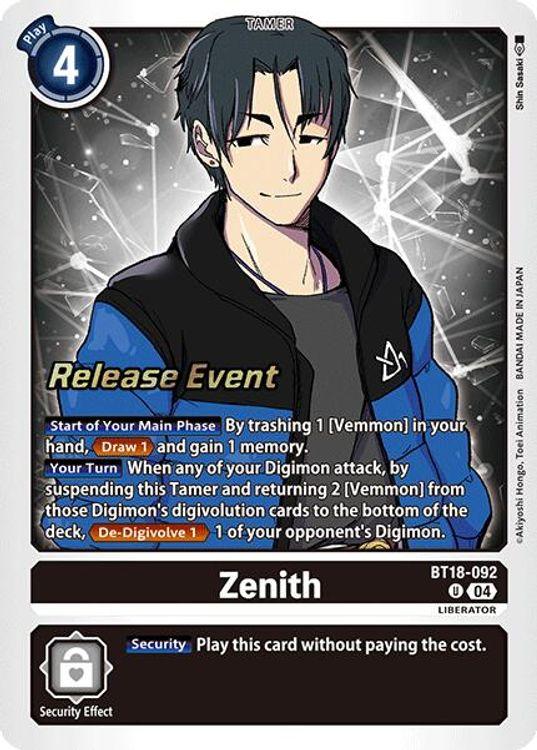 TAMER
Play
4
Shin Sasaki
Release Event
Start of Your Main Phase By trashing 1 [Vemmon] in your
hand, Draw 1 and gain 1 memory.
Your Turn When any of your Digimon attack, by
suspending this Tamer and returning 2 [Vemmon] from
those Digimon's digivolution cards to the bottom of the
deck, De-Digivolve 1 1 of your opponent's Digimon.
©Akiyoshi Hongo, Toei Animation BANDAI MADE IN JAPAN
Zenith
BT18-092
U 04
LIBERATOR
Security Play this card without paying the cost.
Security Effect